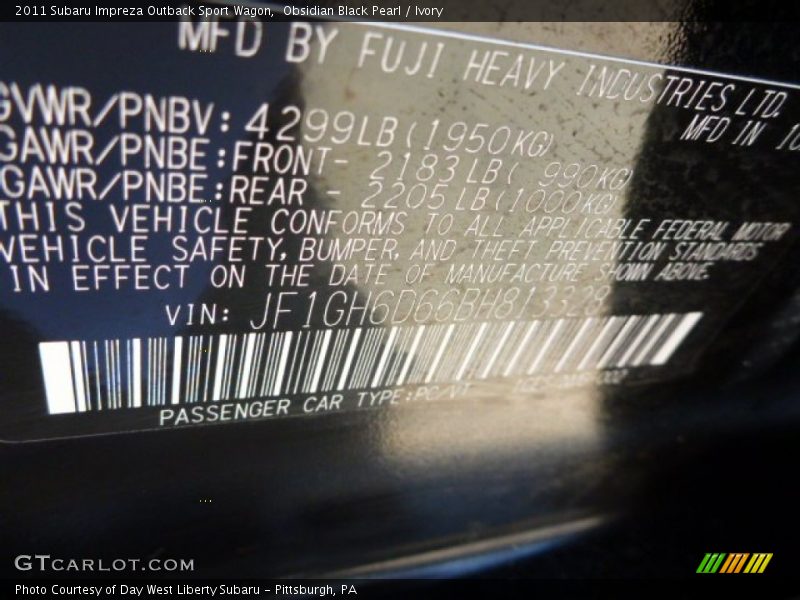 2011 Subaru Impreza Outback Sport Wagon,  Obsidian Black Pearl / Ivory
MFD BY FUJI HEAVY INDUSTRIES LTD.
MFD IN 10
GVWR/PNBV: 4299LB(1950KG)
GAWR/PNBE:FRONT- 2183LB( 990KG)
GAWR/PNBE:REAR - 2205LB(1000KG)
THIS VEHICLE CONFORMS TO ALL APPLICABLE FEDERAL MOTOR
VEHICLE SAFETY, BUMPER, AND THEFT PREVENTION STANDARDS
IN EFFECT ON THE DATE OF MANUFACTURE SHOWN ABOVE.
VIN: JF1GH6D66BH813328
PASSENGER CAR TYPE:PC/VT
GTCARLOT.COM
Photo Courtesy of Day West Liberty Subaru - Pittsburgh, PA